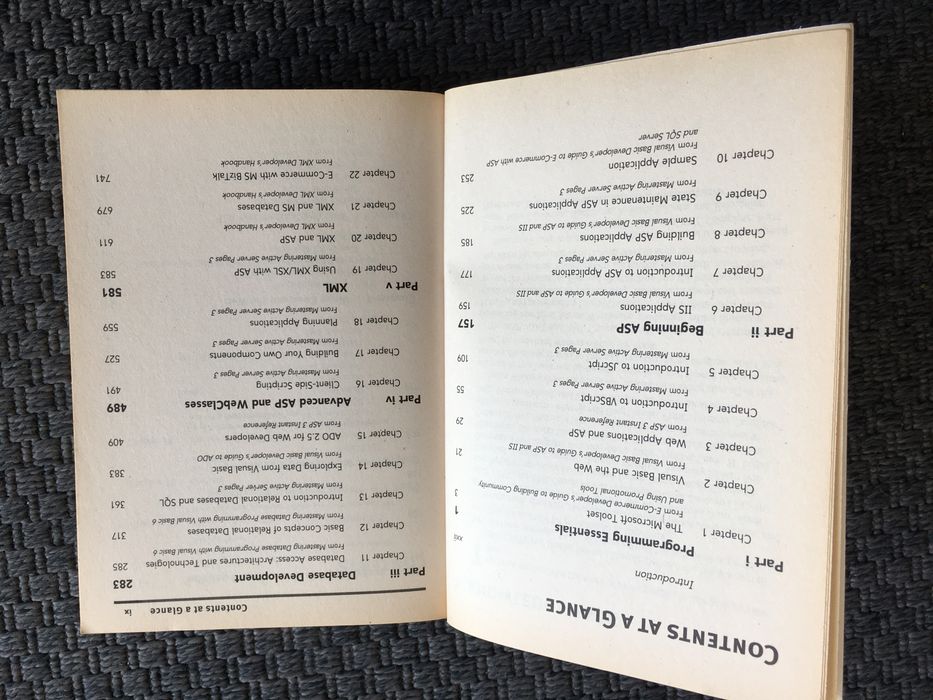 CONTENTS AT A GLANCE
Introduction xxii
Part i Programming Essentials 1
Chapter 1 The Microsoft Toolset 3
From E-Commerce Developer's Guide to Building Community
and Using Promotional Tools
Chapter 2 Visual Basic and the Web 21
From Visual Basic Developer's Guide to ASP and IIS
Chapter 3 Web Applications and ASP 29
From ASP 3 Instant Reference
Chapter 4 Introduction to VBScript 55
From Mastering Active Server Pages 3
Chapter 5 Introduction to JScript 109
From Mastering Active Server Pages 3
Part ii Beginning ASP 157
Chapter 6 IIS Applications 159
From Visual Basic Developer's Guide to ASP and IIS
Chapter 7 Introduction to ASP Applications 177
From Mastering Active Server Pages 3
Chapter 8 Building ASP Applications 185
From Visual Basic Developer's Guide to ASP and IIS
Chapter 9 State Maintenance in ASP Applications 225
From Mastering Active Server Pages 3
Chapter 10 Sample Application 253
From Visual Basic Developer's Guide to E-Commerce with ASP
and SQL Server
Contents at a Glance ix
Part iii Database Development 283
Chapter 11 Database Access: Architectures and Technologies 285
From Mastering Database Programming with Visual Basic 6
Chapter 12 Basic Concepts of Relational Databases 317
From Mastering Database Programming with Visual Basic 6
Chapter 13 Introduction to Relational Databases and SQL 361
From Mastering Active Server Pages 3
Chapter 14 Exploring Data from Visual Basic 383
From Visual Basic Developer's Guide to ADO
Chapter 15 ADO 2.5 for Web Developers 409
From ASP 3 Instant Reference
Part iv Advanced ASP and WebClasses 489
Chapter 16 Client-Side Scripting 491
From Mastering Active Server Pages 3
Chapter 17 Building Your Own Components 527
From Mastering Active Server Pages 3
Chapter 18 Planning Applications 559
From Mastering Active Server Pages 3
Part v XML 581
Chapter 19 Using XML/XSL/XSL with ASP 583
From Mastering Active Server Pages 3
Chapter 20 XML and ASP 611
From XML Developer's Handbook
Chapter 21 XML and MS Databases 679
From XML Developer's Handbook
Chapter 22 E-Commerce with MS BizTalk 741
From XML Developer's Handbook